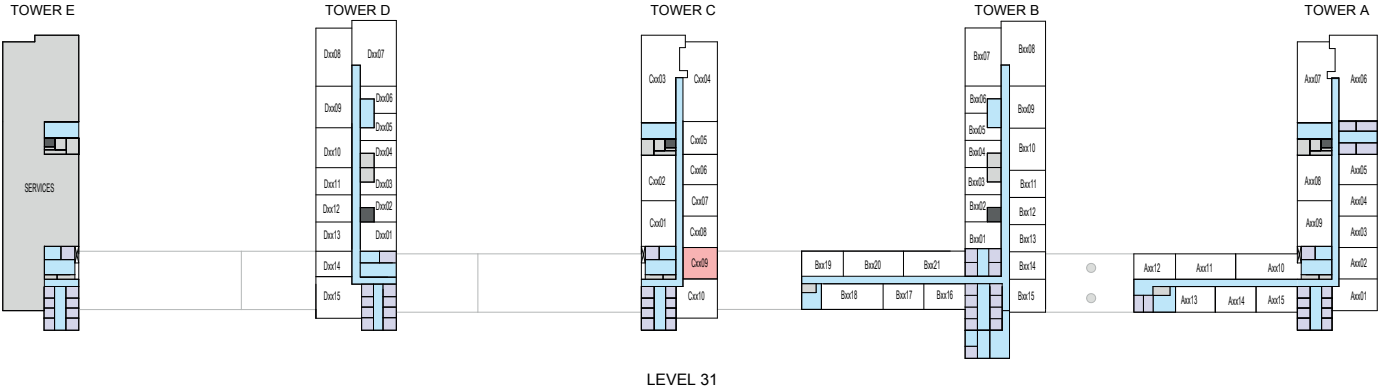 TOWER E
TOWER D
TOWER C
TOWER B
TOWER A
SERVICES
Dxx08
Dxx07
Dxx09
Dxx06
Dxx05
Dxx10
Dxx04
Dxx11
Dxx03
Dxx12
Dxx02
Dxx13
Dxx01
Dxx14
Dxx15
Cxx03
Cxx04
Cxx05
Cxx02
Cxx06
Cxx07
Cxx01
Cxx08
Cxx09
Cxx10
Bxx07
Bxx08
Bxx06
Bxx09
Bxx05
Bxx04
Bxx10
Bxx03
Bxx11
Bxx02
Bxx12
Bxx01
Bxx13
Bxx19
Bxx20
Bxx21
Bxx14
Bxx18
Bxx17
Bxx16
Bxx15
Axx07
Axx06
Axx08
Axx05
Axx04
Axx09
Axx03
Axx12
Axx11
Axx10
Axx02
Axx13
Axx14
Axx15
Axx01
LEVEL 31